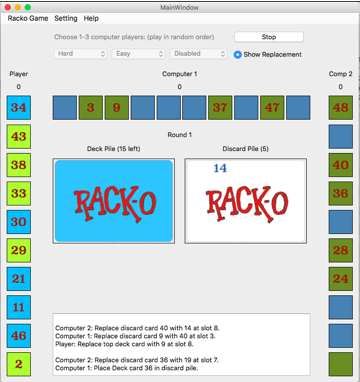 MainWindow
Racko Game Setting Help
Choose 1-3 computer players: (play in random order)
Stop
Hard
Easy
Disabled
Show Replacement
Player
Computer 1
Comp 2
0
0
0
34
3
9
37
47
48
43
38
33
30
29
21
11
46
2
40
36
28
24
Round 1
Deck Pile (15 left)
Discard Pile (5)
RACK-O
14
RACK-O
Computer 2: Replace discard card 40 with 14 at slot 8.
Computer 1: Replace discard card 9 with 40 at slot 3.
Player: Replace top deck card with 9 at slot 8.
Computer 2: Replace discard card 36 with 19 at slot 7.
Computer 1: Place Deck card 36 in discard pile.